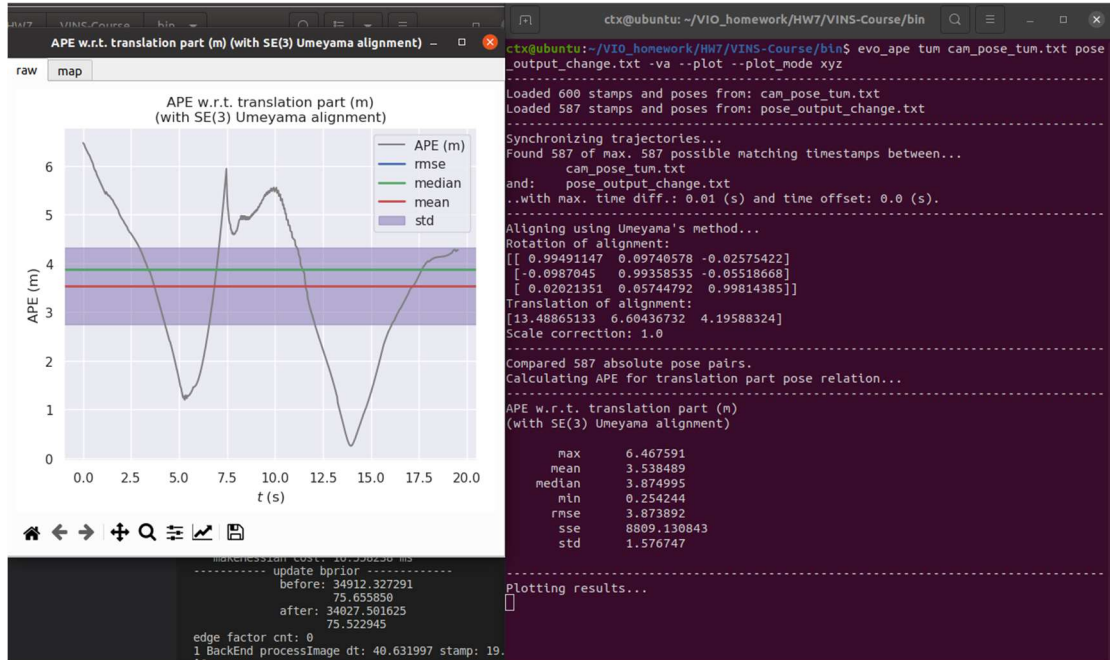 HW7 VINS-Course bin
APE w.r.t. translation part (m) (with SE(3) Umeyama alignment)
raw map
APE w.r.t. translation part (m)
(with SE(3) Umeyama alignment)
APE (m)
rmse
median
mean
std
APE (m)
6
5
4
3
2
1
0
0.0 2.5 5.0 7.5 10.0 12.5 15.0 17.5 20.0
t (s)
makeHessian cost: 16.358238 ms
----------- update bprior -------------
before: 34912.327291
75.655850
after: 34027.501625
75.522945
edge factor cnt: 0
1 BackEnd processImage dt: 40.631997 stamp: 19.
ctx@ubuntu: ~/VIO_homework/HW7/VINS-Course/bin
ctx@ubuntu:~/VIO_homework/HW7/VINS-Course/bin$ evo_ape tum cam_pose_tum.txt pose
_output_change.txt -va --plot --plot_mode xyz
--------------------------------------------------------------------------------
Loaded 600 stamps and poses from: cam_pose_tum.txt
Loaded 587 stamps and poses from: pose_output_change.txt
--------------------------------------------------------------------------------
Synchronizing trajectories...
Found 587 of max. 587 possible matching timestamps between...
cam_pose_tum.txt
and: pose_output_change.txt
..with max. time diff.: 0.01 (s) and time offset: 0.0 (s).
--------------------------------------------------------------------------------
Aligning using Umeyama's method...
Rotation of alignment:
[[ 0.99491147 0.09740578 -0.02575422]
[-0.0987045 0.99358535 -0.05518668]
[ 0.02021351 0.05744792 0.99814385]]
Translation of alignment:
[13.48865133 6.60436732 4.19588324]
Scale correction: 1.0
--------------------------------------------------------------------------------
Compared 587 absolute pose pairs.
Calculating APE for translation part pose relation...
--------------------------------------------------------------------------------
APE w.r.t. translation part (m)
(with SE(3) Umeyama alignment)
max 6.467591
mean 3.538489
median 3.874995
min 0.254244
rmse 3.873892
sse 8809.130843
std 1.576747
--------------------------------------------------------------------------------
Plotting results...